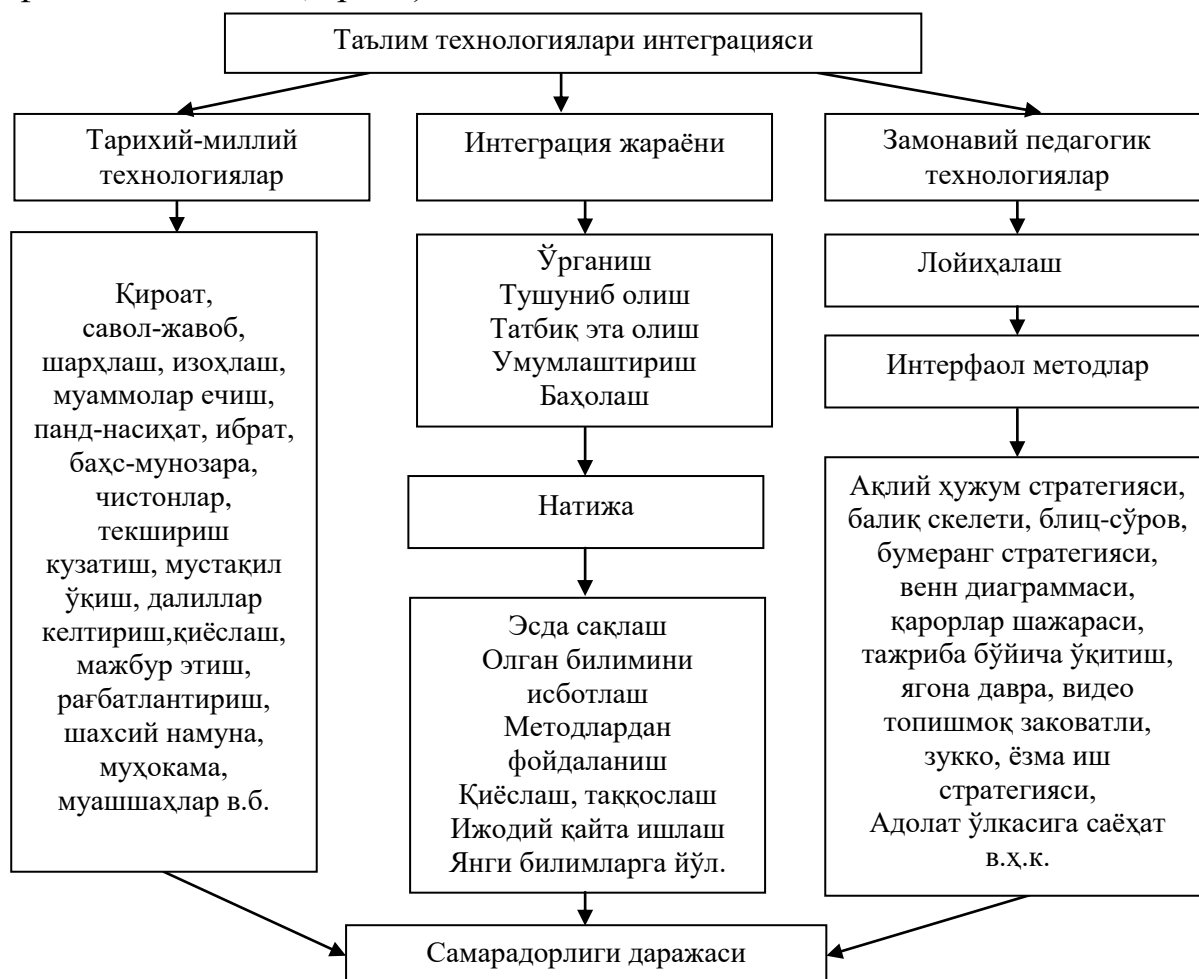 Таълим технологиялари интеграцияси
Тарихий-миллий
технологиялар
Интеграция жараёни
Замонавий педагогик
технологиялар
Қироат,
савол-жавоб,
шарҳлаш, изоҳлаш,
муаммолар ечиш,
панд-насиҳат, ибрат,
баҳс-мунозара,
чистонлар,
текшириш
кузатиш, мустақил
ўқиш, далиллар
келтириш,қиёслаш,
мажбур этиш,
рағбатлантириш,
шахсий намуна,
муҳокама,
муашшаҳлар в.б.
Ўрганиш
Тушуниб олиш
Татбиқ эта олиш
Умумлаштириш
Баҳолаш
Натижа
Эсда сақлаш
Олган билимини
исботлаш
Методлардан
фойдаланиш
Қиёслаш, таққослаш
Ижодий қайта ишлаш
Янги билимларга йўл.
Лойиҳалаш
Интерфаол методлар
Ақлий ҳужум стратегияси,
балиқ скелети, блиц-сўров,
бумеранг стратегияси,
венн диаграммаси,
қарорлар шажараси,
тажриба бўйича ўқитиш,
ягона давра, видео
топишмоқ заковатли,
зукко, ёзма иш
стратегияси,
Адолат ўлкасига саёҳат
в.ҳ.к.
Самарадорлиги даражаси